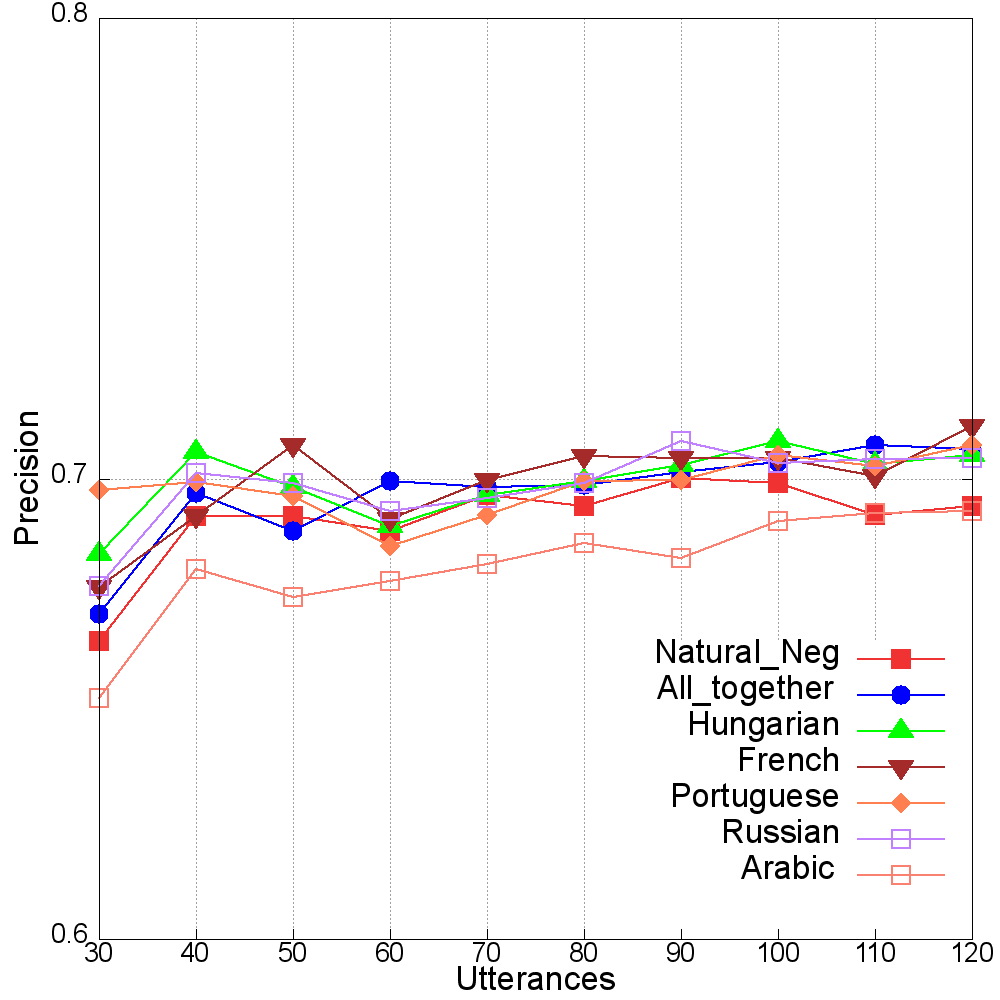 0.8
0.7
0.6
Precision
Natural_Neg
All_together
Hungarian
French
Portuguese
Russian
Arabic
30 40 50 60 70 80 90 100 110 120
Utterances